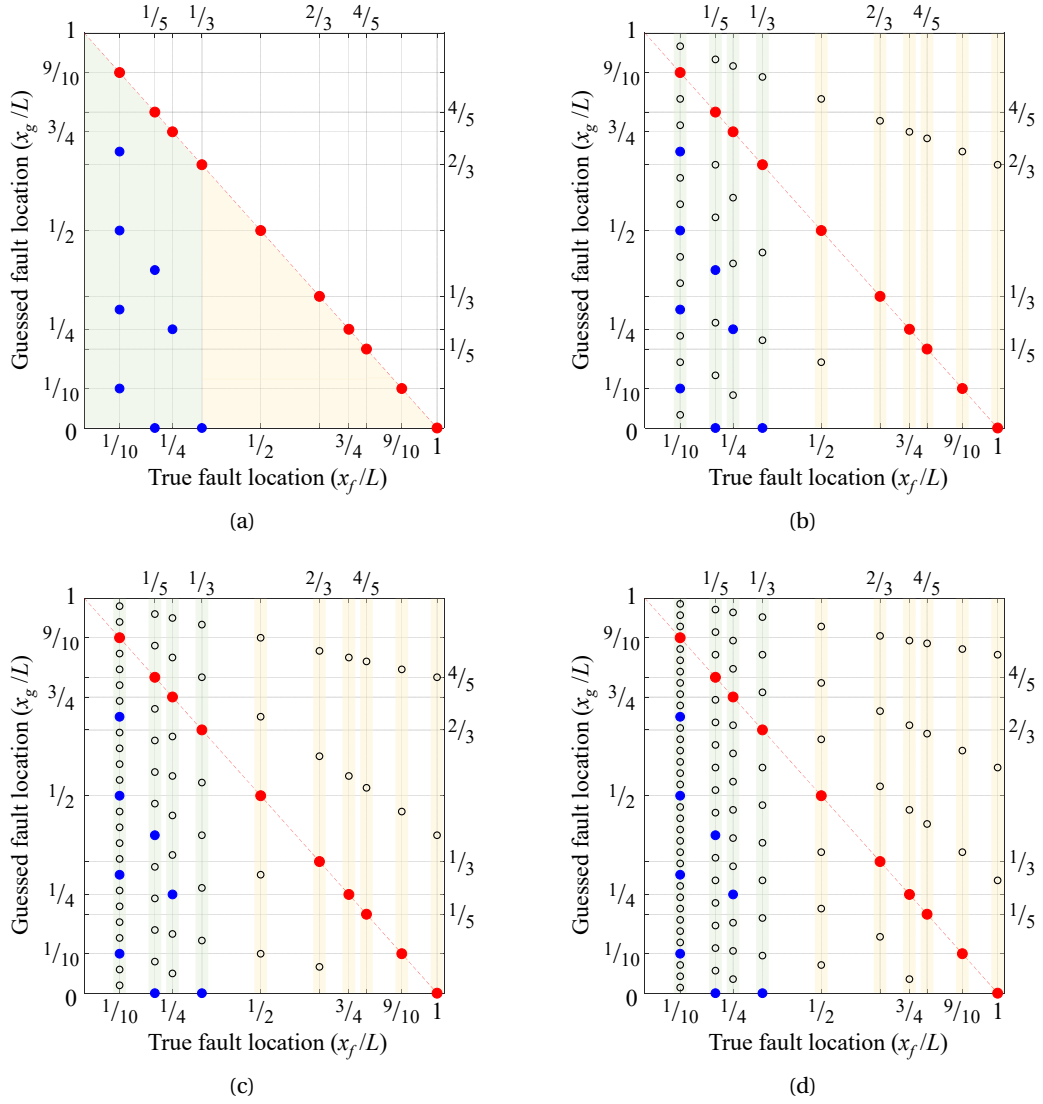 1/5 1/3 2/3 4/5
1
9/10
4/5
3/4
2/3
1/2
1/3
1/4
1/5
1/10
0
1/10 1/4 1/2 3/4 9/10 1
Guessed fault location (x_g/L)
True fault location (x_f/L)
(a)
1/5 1/3 2/3 4/5
1
9/10
4/5
3/4
2/3
1/2
1/3
1/4
1/5
1/10
0
1/10 1/4 1/2 3/4 9/10 1
Guessed fault location (x_g/L)
True fault location (x_f/L)
(b)
1/5 1/3 2/3 4/5
1
9/10
4/5
3/4
2/3
1/2
1/3
1/4
1/5
1/10
0
1/10 1/4 1/2 3/4 9/10 1
Guessed fault location (x_g/L)
True fault location (x_f/L)
(c)
1/5 1/3 2/3 4/5
1
9/10
4/5
3/4
2/3
1/2
1/3
1/4
1/5
1/10
0
1/10 1/4 1/2 3/4 9/10 1
Guessed fault location (x_g/L)
True fault location (x_f/L)
(d)